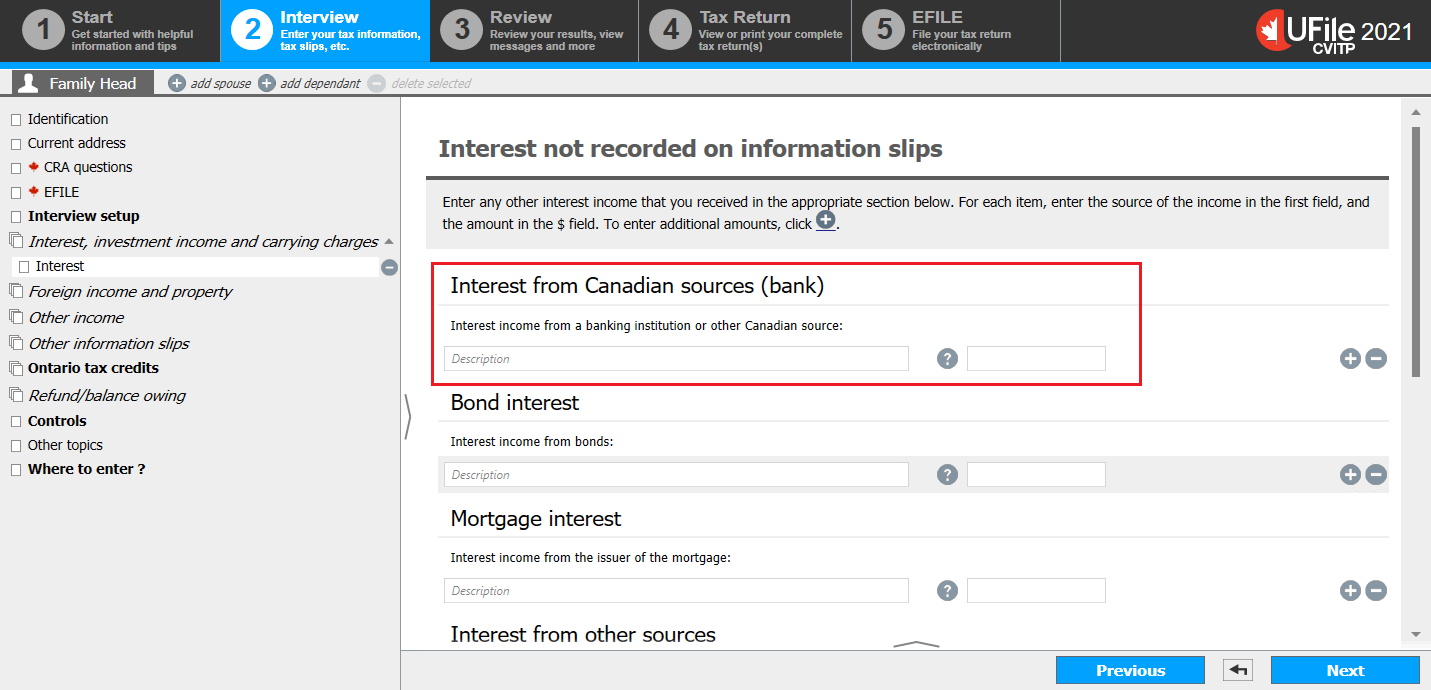 1
Start
Get started with helpful
information and tips
2
Interview
Enter your tax information,
tax slips, etc.
3
Review
Review your results, view
messages and more
4
Tax Return
View or print your complete
tax return(s)
5
EFILE
File your tax return
electronically
UFile 2021
CVITP
Family Head
add spouse
add dependant
delete selected
Identification
Current address
CRA questions
EFILE
Interview setup
Interest, investment income and carrying charges
Interest
Foreign income and property
Other income
Other information slips
Ontario tax credits
Refund/balance owing
Controls
Other topics
Where to enter ?
Interest not recorded on information slips
Enter any other interest income that you received in the appropriate section below. For each item, enter the source of the income in the first field, and
the amount in the $ field. To enter additional amounts, click + .
Interest from Canadian sources (bank)
Interest income from a banking institution or other Canadian source:
Description ?
Bond interest
Interest income from bonds:
Description ?
Mortgage interest
Interest income from the issuer of the mortgage:
Description ?
Interest from other sources
Previous
Next